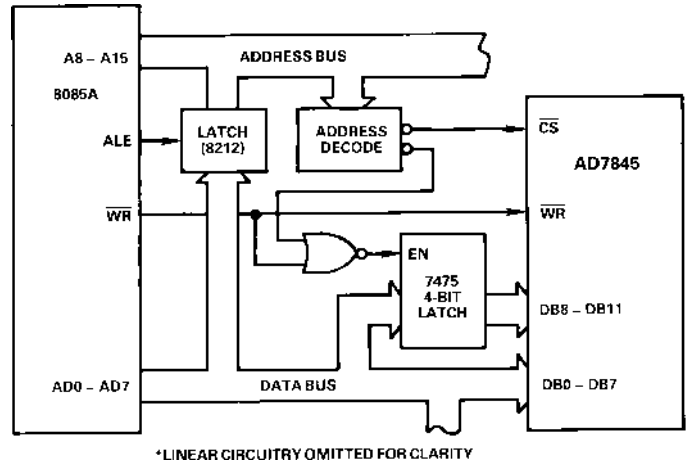 A8 – A15
ADDRESS BUS
8085A
ALE
LATCH
(8212)
ADDRESS
DECODE
CS
AD7845
WR
WR
EN
7475
4-BIT
LATCH
DB8 – DB11
AD0 – AD7
DATA BUS
DB0 – DB7
*LINEAR CIRCUITRY OMITTED FOR CLARITY